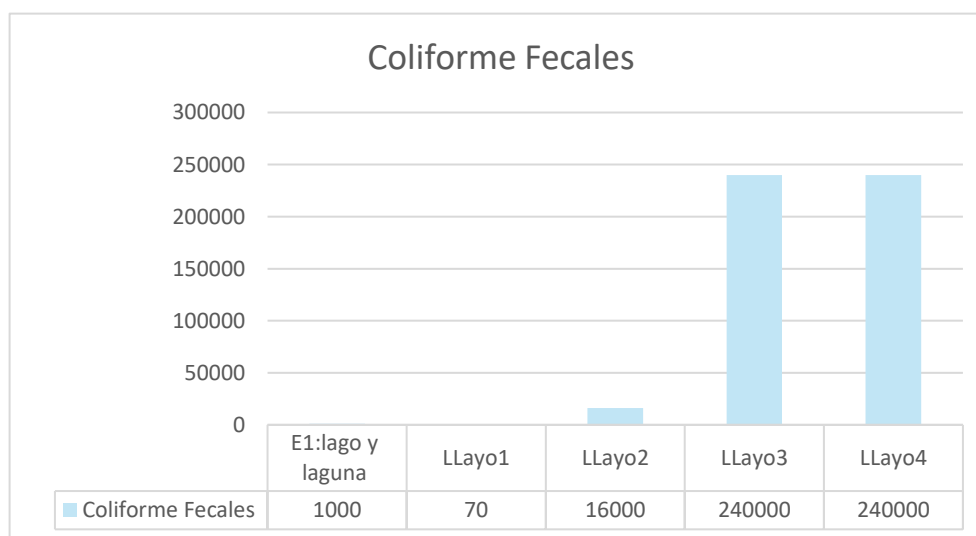 Coliforme Fecales
300000
250000
200000
150000
100000
50000
0
E1:lago y
laguna
LLayo1
LLayo2
LLayo3
LLayo4
Coliforme Fecales 1000 70 16000 240000 240000